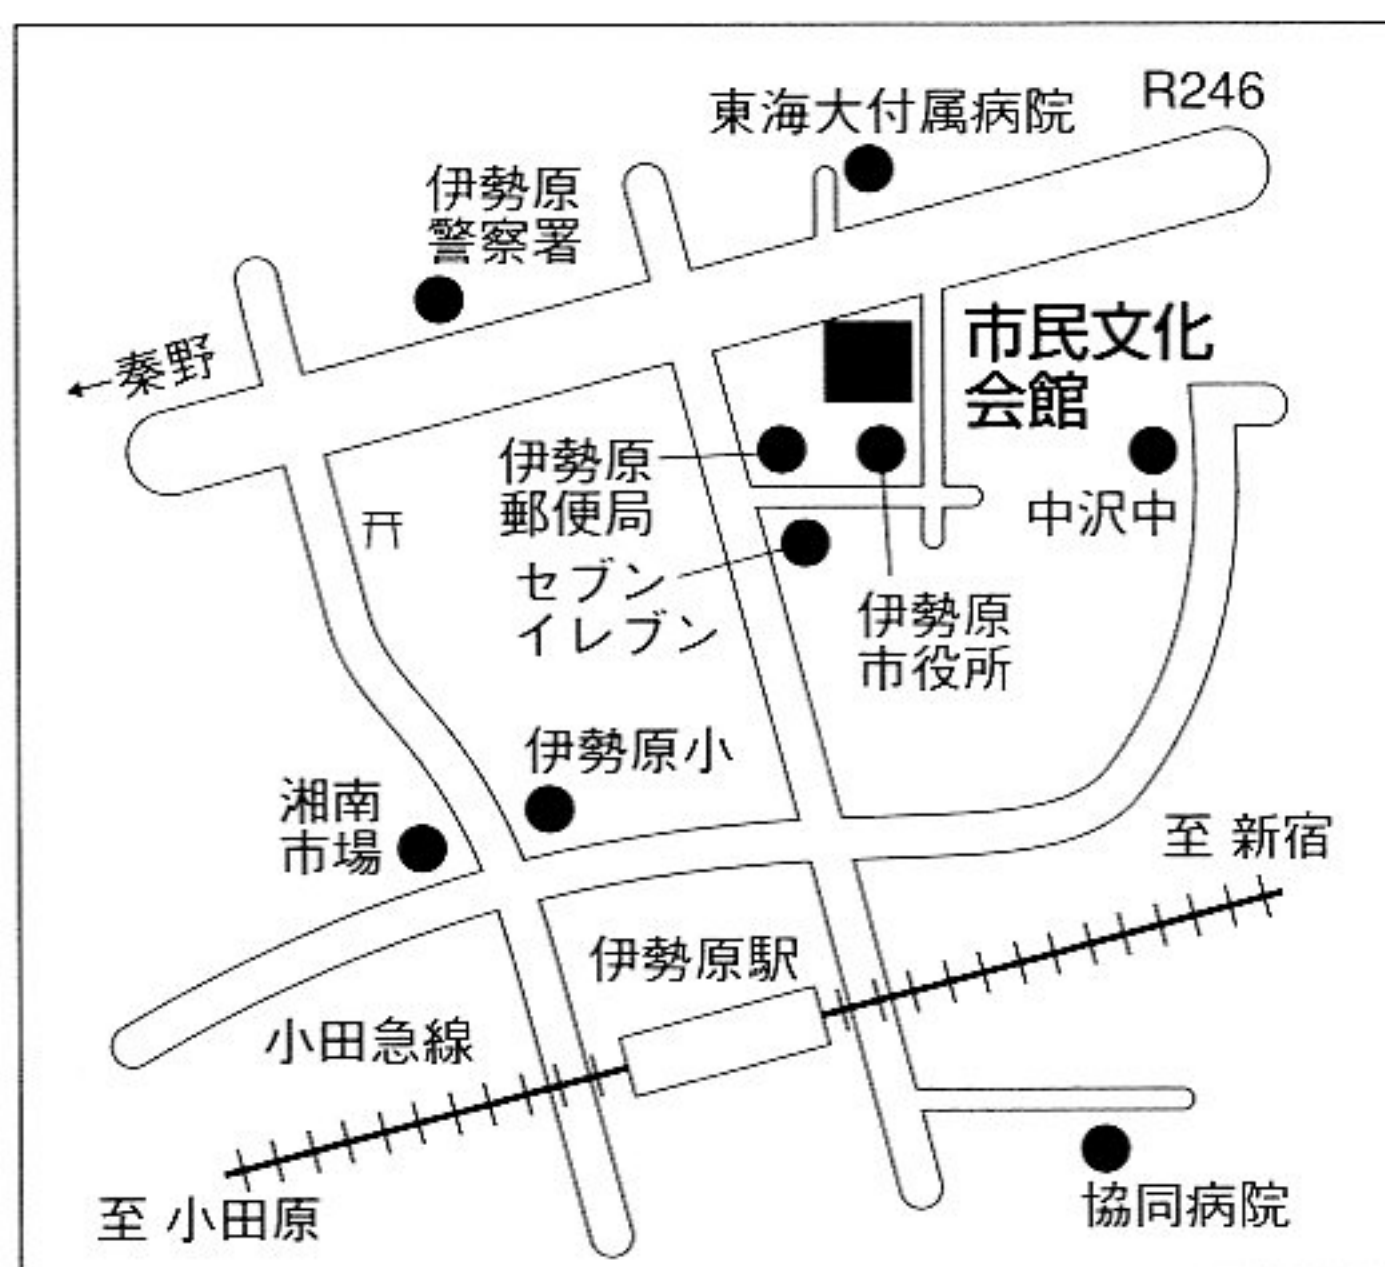 R246
東海大付属病院
伊勢原
警察署
←秦野
市民文化
会館
伊勢原
郵便局
中沢中
セブン
イレブン
伊勢原
市役所
伊勢原小
湘南
市場
至 新宿
伊勢原駅
小田急線
至 小田原
協同病院